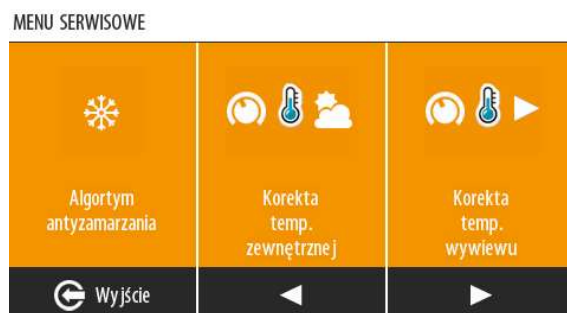 MENU SERWISOWE
Algortym
antyzamarzania
Korekta
temp.
zewnętrznej
Korekta
temp.
wywiewu
Wyjście